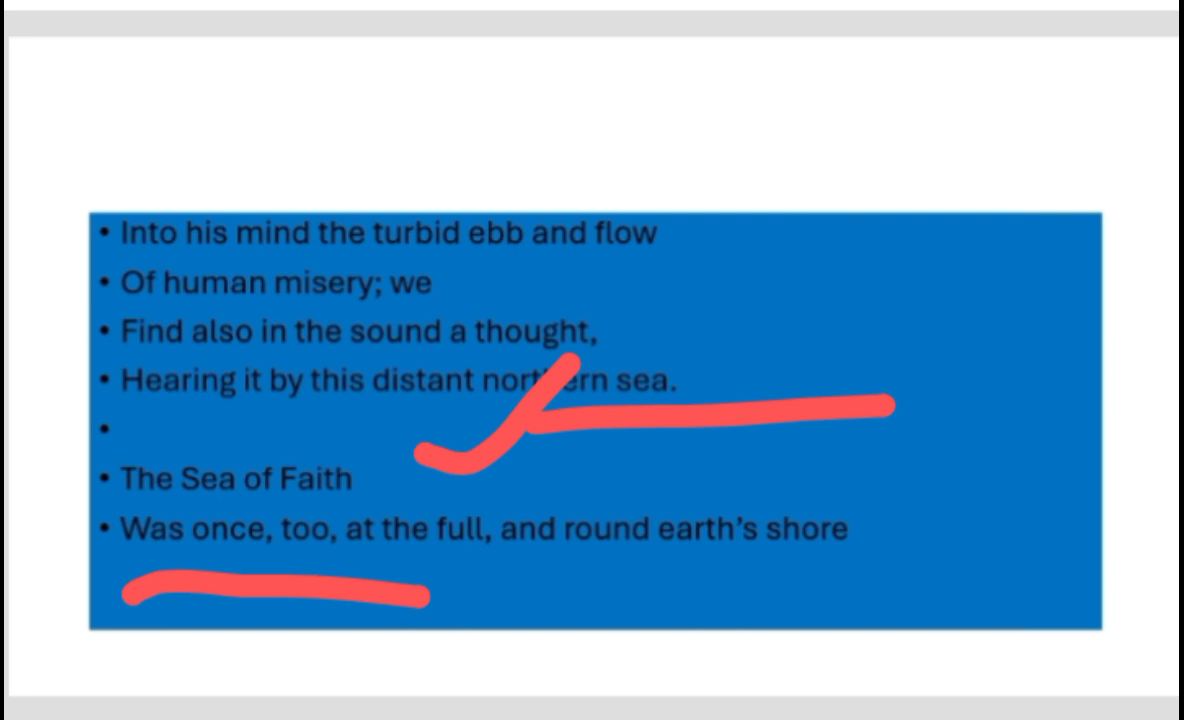 • Into his mind the turbid ebb and flow
• Of human misery; we
• Find also in the sound a thought,
• Hearing it by this distant northern sea.
•
• The Sea of Faith
• Was once, too, at the full, and round earth’s shore